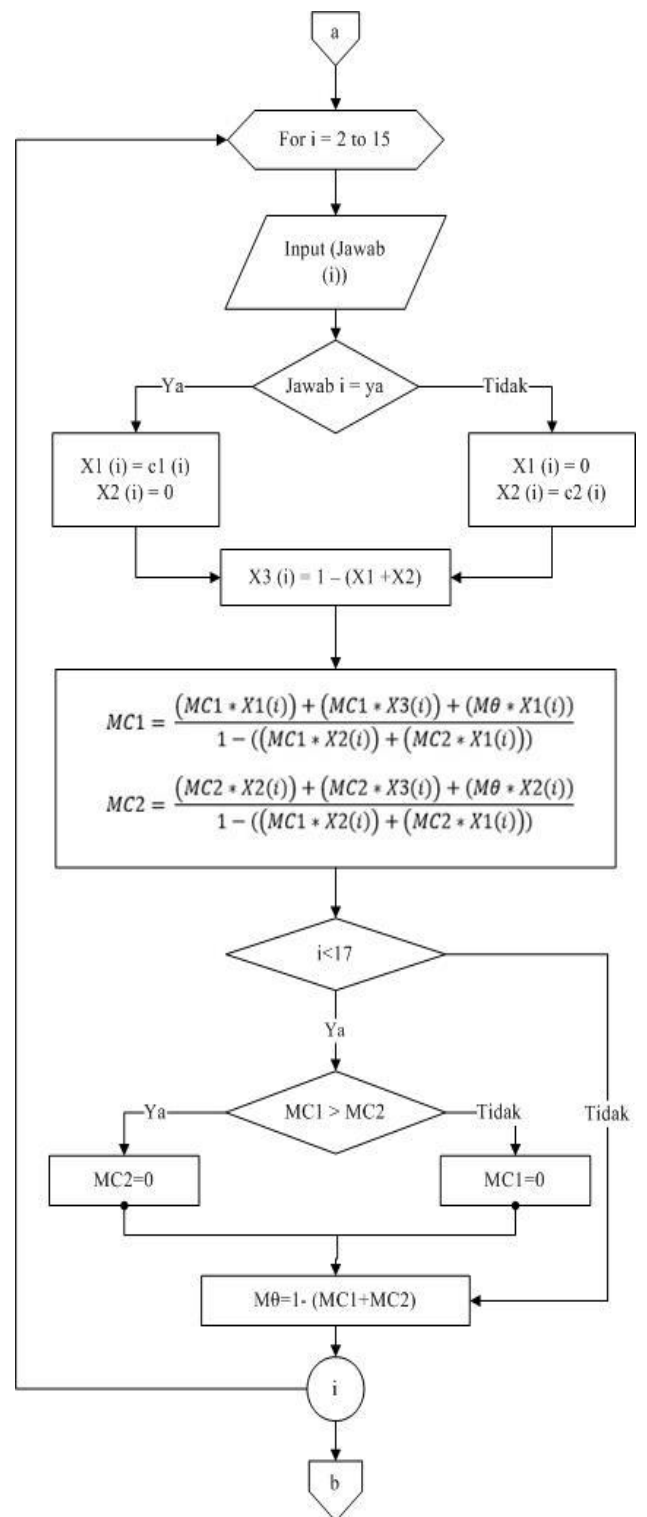 a
For i = 2 to 15
Input (Jawab
(i))
Jawab i = ya
Ya
Tidak
X1 (i) = c1 (i)
X2 (i) = 0
X1 (i) = 0
X2 (i) = c2 (i)
X3 (i) = 1 – (X1 +X2)
MC1 = \frac{(MC1 * X1(i)) + (MC1 * X3(i)) + (Mθ * X1(i))}{1 − ((MC1 * X2(i)) + (MC2 * X1(i)))}
MC2 = \frac{(MC2 * X2(i)) + (MC2 * X3(i)) + (Mθ * X2(i))}{1 − ((MC1 * X2(i)) + (MC2 * X1(i)))}
i<17
Ya
MC1 > MC2
Ya
Tidak
Tidak
MC2=0
MC1=0
Mθ=1- (MC1+MC2)
i
b